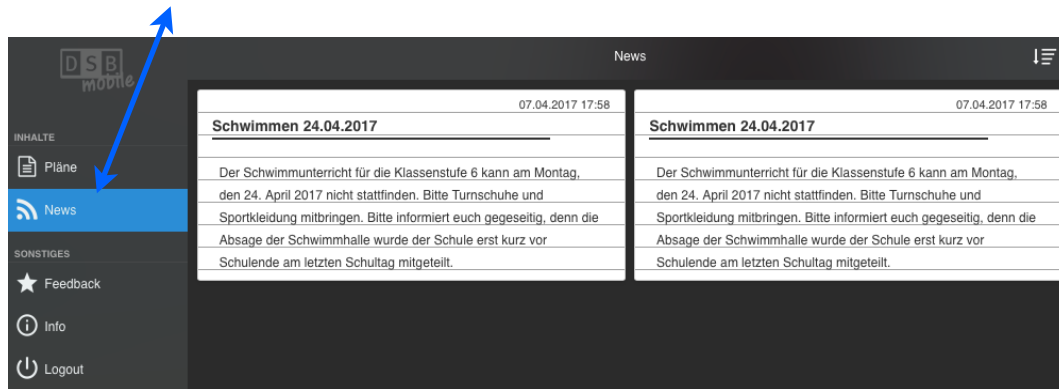 DSB
mobile
News
INHALTE
Pläne
News
SONSTIGES
Feedback
Info
Logout
07.04.2017 17:58
Schwimmen 24.04.2017
Der Schwimmunterricht für die Klassenstufe 6 kann am Montag,
den 24. April 2017 nicht stattfinden. Bitte Turnschuhe und
Sportkleidung mitbringen. Bitte informiert euch gegeseitig, denn die
Absage der Schwimmhalle wurde der Schule erst kurz vor
Schulende am letzten Schultag mitgeteilt.
07.04.2017 17:58
Schwimmen 24.04.2017
Der Schwimmunterricht für die Klassenstufe 6 kann am Montag,
den 24. April 2017 nicht stattfinden. Bitte Turnschuhe und
Sportkleidung mitbringen. Bitte informiert euch gegeseitig, denn die
Absage der Schwimmhalle wurde der Schule erst kurz vor
Schulende am letzten Schultag mitgeteilt.